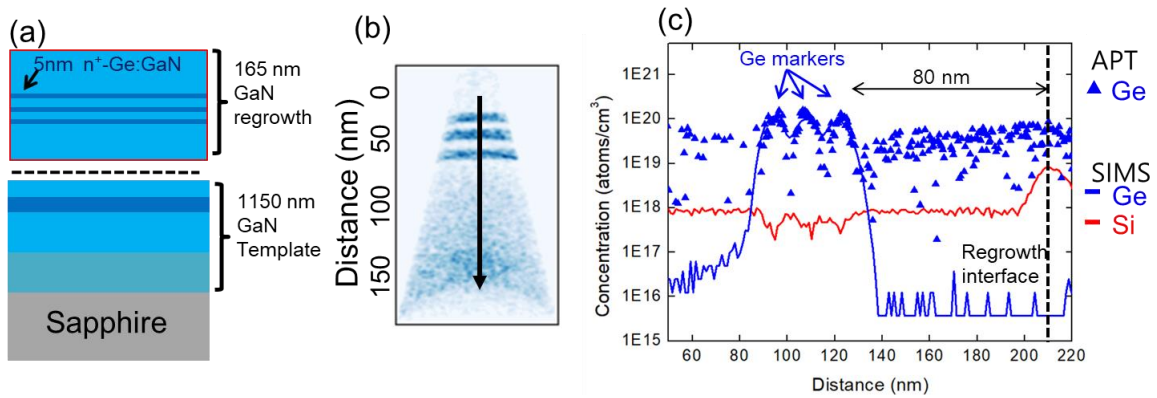 (a)
5nm n⁺-Ge:GaN
165 nm
GaN
regrowth
1150 nm
GaN
Template
Sapphire
(b)
Distance (nm)
0
50
100
150
(c)
Concentration (atoms/cm³)
1E21
1E20
1E19
1E18
1E17
1E16
1E15
Ge markers
80 nm
Regrowth
interface
60 80 100 120 140 160 180 200 220
Distance (nm)
APT
Ge
SIMS
Ge
Si